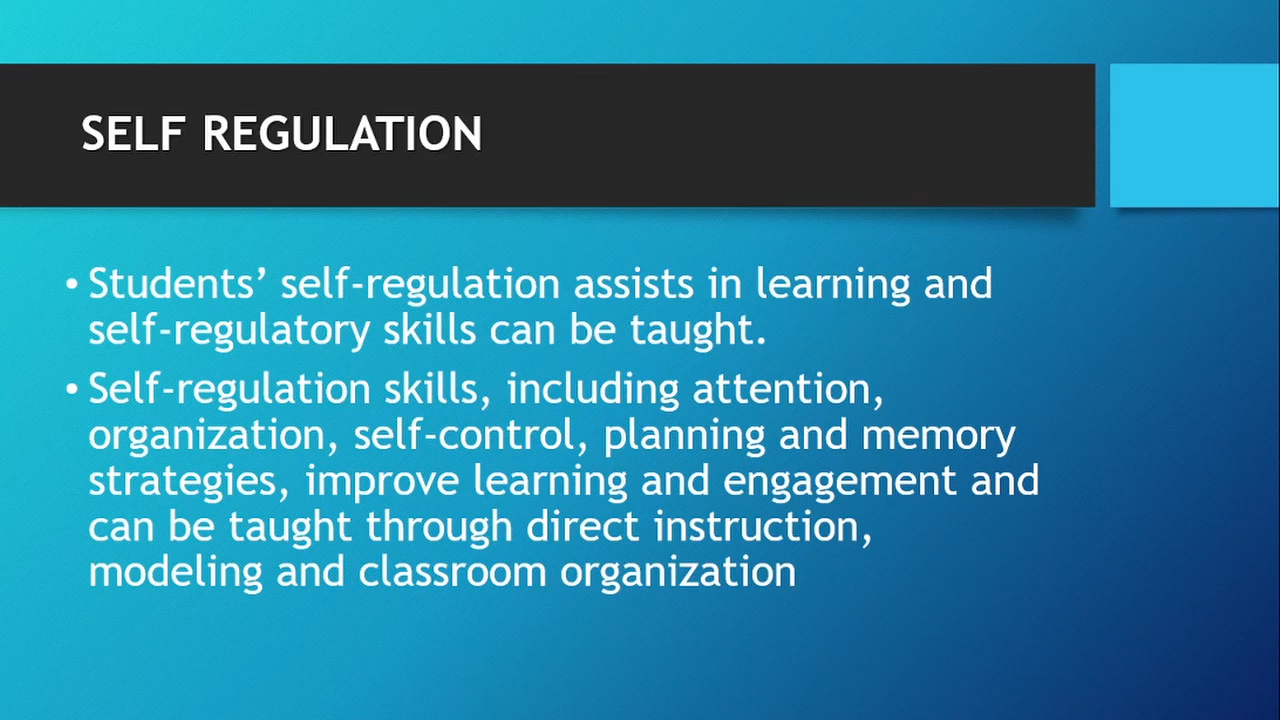 SELF REGULATION
• Students’ self-regulation assists in learning and
self-regulatory skills can be taught.
• Self-regulation skills, including attention,
organization, self-control, planning and memory
strategies, improve learning and engagement and
can be taught through direct instruction,
modeling and classroom organization